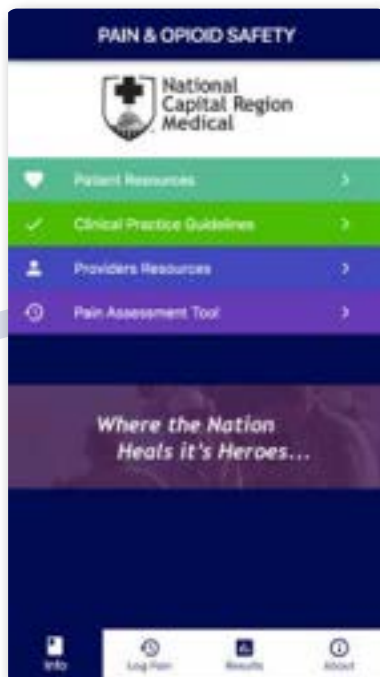 PAIN & OPIOID SAFETY
National
Capital Region
Medical
Patient Resources
Clinical Practice Guidelines
Providers Resources
Pain Assessment Tool
Where the Nation
Heals it's Heroes...
Info
Log Pain
Results
About